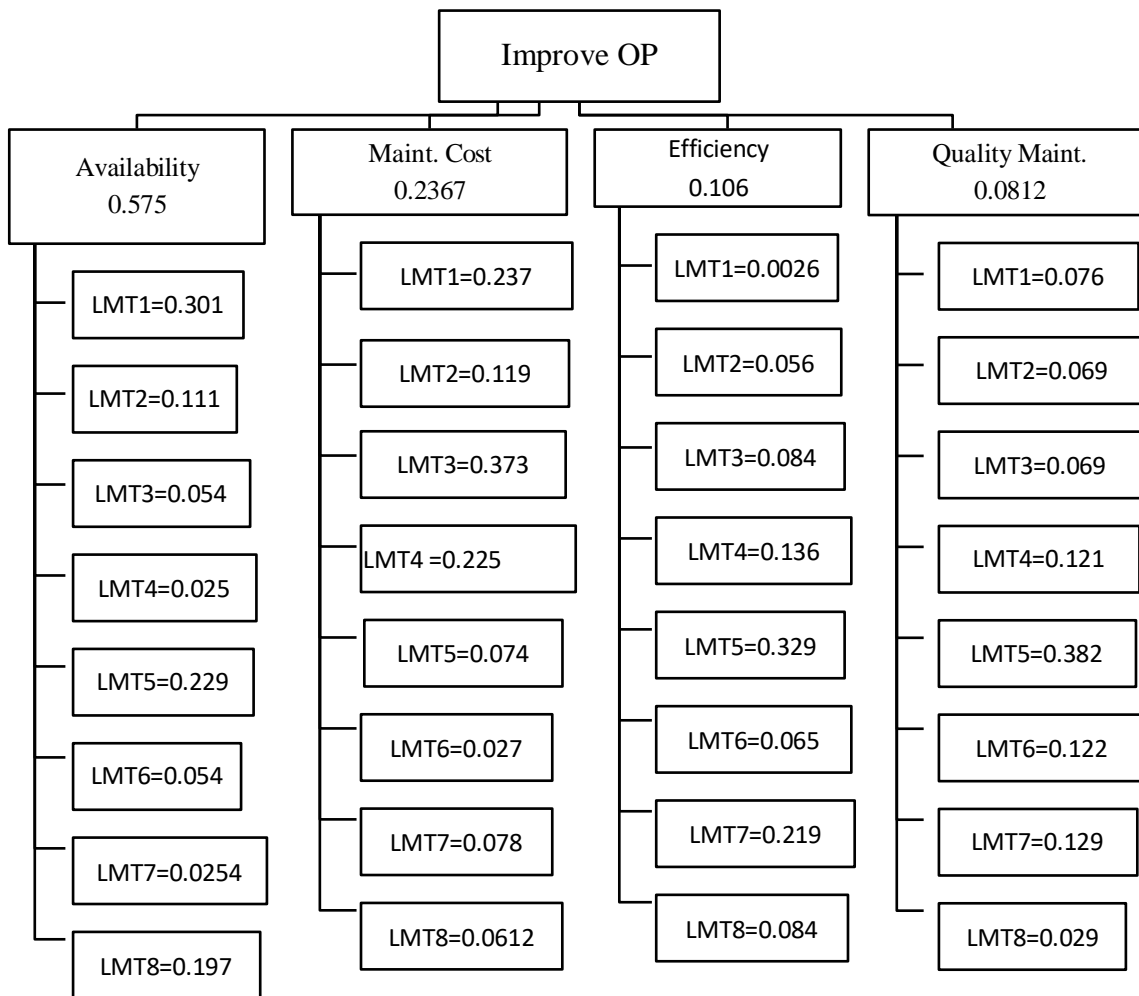 Improve OP
Availability
0.575
Maint. Cost
0.2367
Efficiency
0.106
Quality Maint.
0.0812
LMT1=0.301
LMT2=0.111
LMT3=0.054
LMT4=0.025
LMT5=0.229
LMT6=0.054
LMT7=0.0254
LMT8=0.197
LMT1=0.237
LMT2=0.119
LMT3=0.373
LMT4 =0.225
LMT5=0.074
LMT6=0.027
LMT7=0.078
LMT8=0.0612
LMT1=0.0026
LMT2=0.056
LMT3=0.084
LMT4=0.136
LMT5=0.329
LMT6=0.065
LMT7=0.219
LMT8=0.084
LMT1=0.076
LMT2=0.069
LMT3=0.069
LMT4=0.121
LMT5=0.382
LMT6=0.122
LMT7=0.129
LMT8=0.029